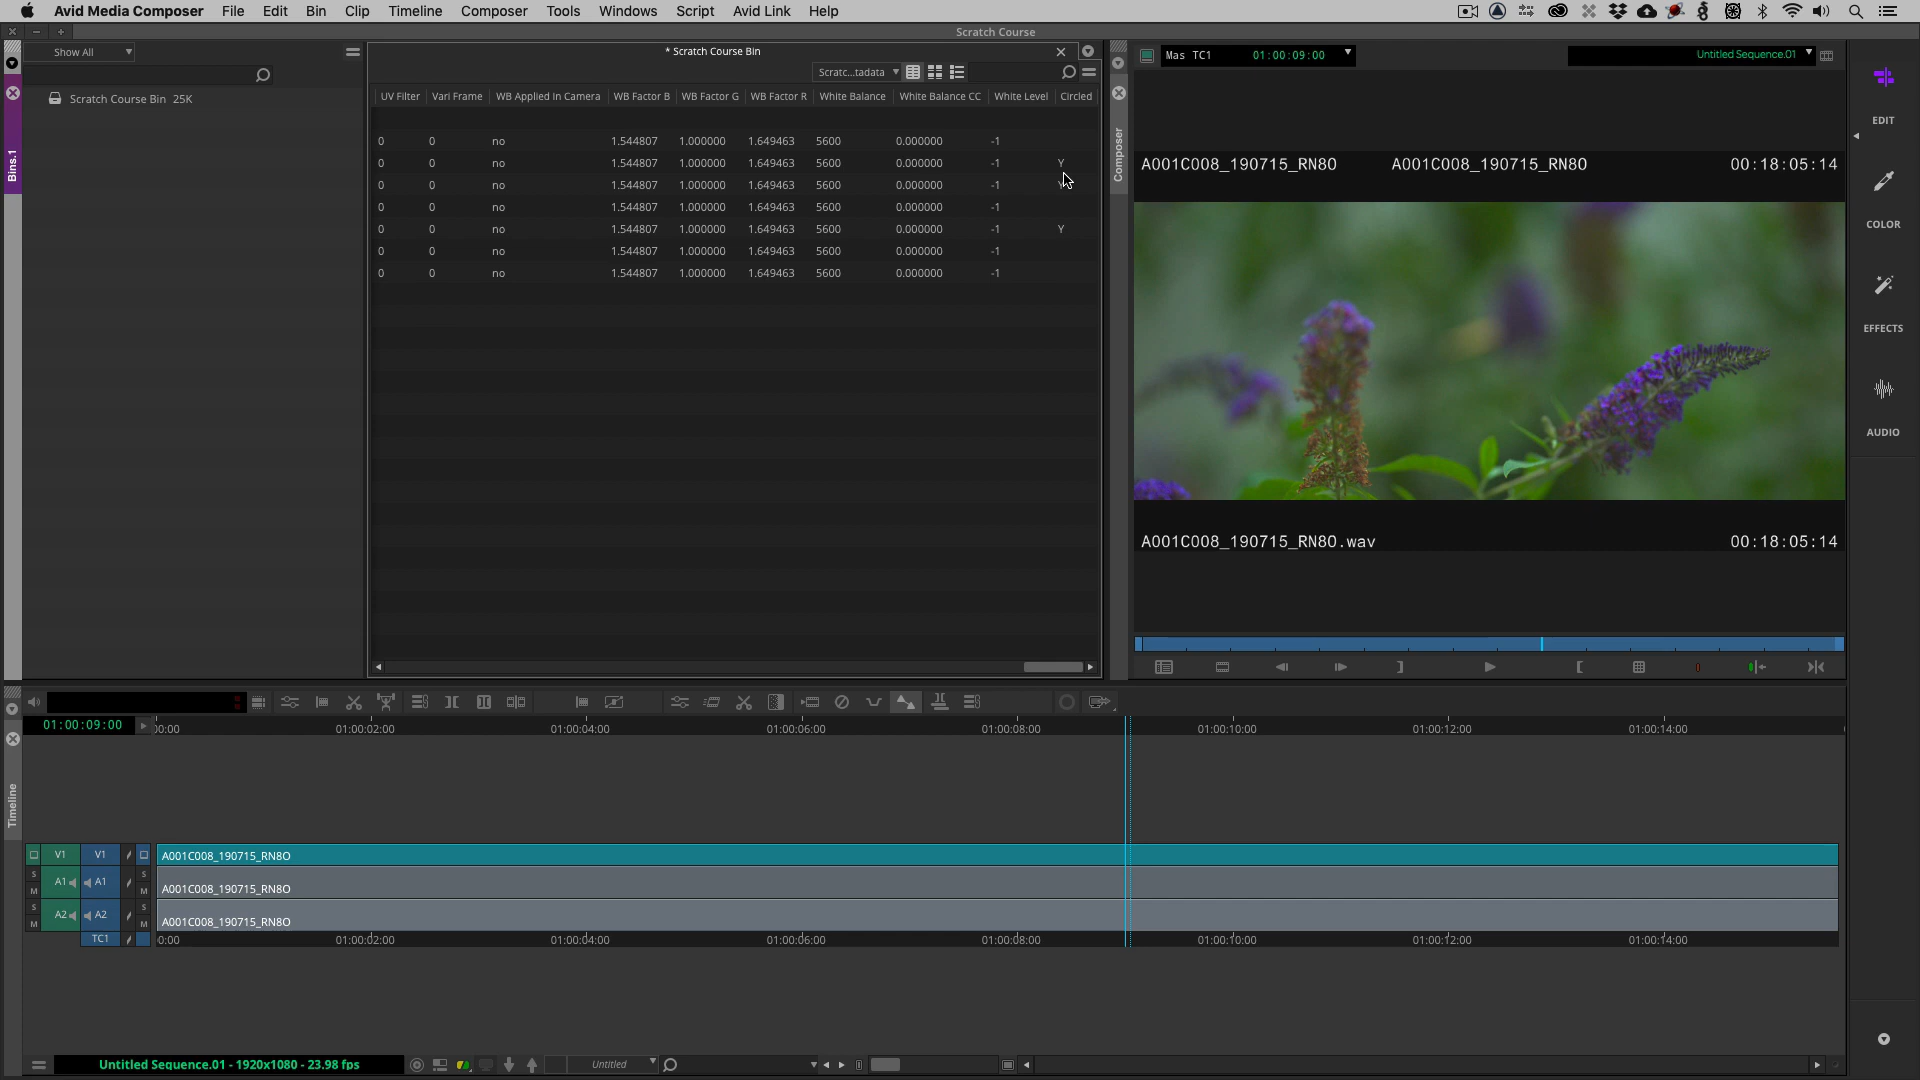 Avid Media Composer File Edit Bin Clip Timeline Composer Tools Windows Script Avid Link Help
Scratch Course
Show All
* Scratch Course Bin
Mas TC1 01:00:09:00
Untitled Sequence.01
Scratc...tadata
Scratch Course Bin 25K
UV Filter Vari Frame WB Applied In Camera WB Factor B WB Factor G WB Factor R White Balance White Balance CC White Level Circled
0 0 no 1.544807 1.000000 1.649463 5600 0.000000 -1
0 0 no 1.544807 1.000000 1.649463 5600 0.000000 -1 Y
0 0 no 1.544807 1.000000 1.649463 5600 0.000000 -1 Y
0 0 no 1.544807 1.000000 1.649463 5600 0.000000 -1
0 0 no 1.544807 1.000000 1.649463 5600 0.000000 -1 Y
0 0 no 1.544807 1.000000 1.649463 5600 0.000000 -1
0 0 no 1.544807 1.000000 1.649463 5600 0.000000 -1
Bins.1
Composer
A001C008_190715_RN8O A001C008_190715_RN8O 00:18:05:14
A001C008_190715_RN8O.wav 00:18:05:14
EDIT
COLOR
EFFECTS
AUDIO
01:00:09:00
0:00 01:00:02:00 01:00:04:00 01:00:06:00 01:00:08:00 01:00:10:00 01:00:12:00 01:00:14:00
Timeline
V1 V1 A001C008_190715_RN8O
S S
A1 A1 A001C008_190715_RN8O
M M
S S
A2 A2 A001C008_190715_RN8O
M M
TC1 0:00 01:00:02:00 01:00:04:00 01:00:06:00 01:00:08:00 01:00:10:00 01:00:12:00 01:00:14:00
Untitled Sequence.01 - 1920x1080 - 23.98 fps
Untitled